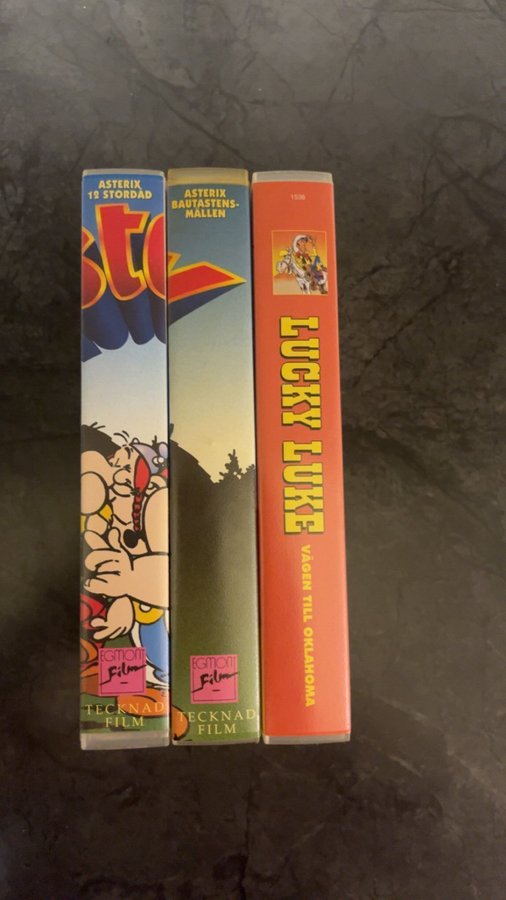 ASTERIX
12 STORDÅD
ste
EGMONT
Film
TECKNAD
FILM
ASTERIX
BAUTASTENS-
MÄLLEN
EGMONT
Film
TECKNAD
FILM
1536
LUCKY LUKE
VÄGEN TILL OKLAHOMA